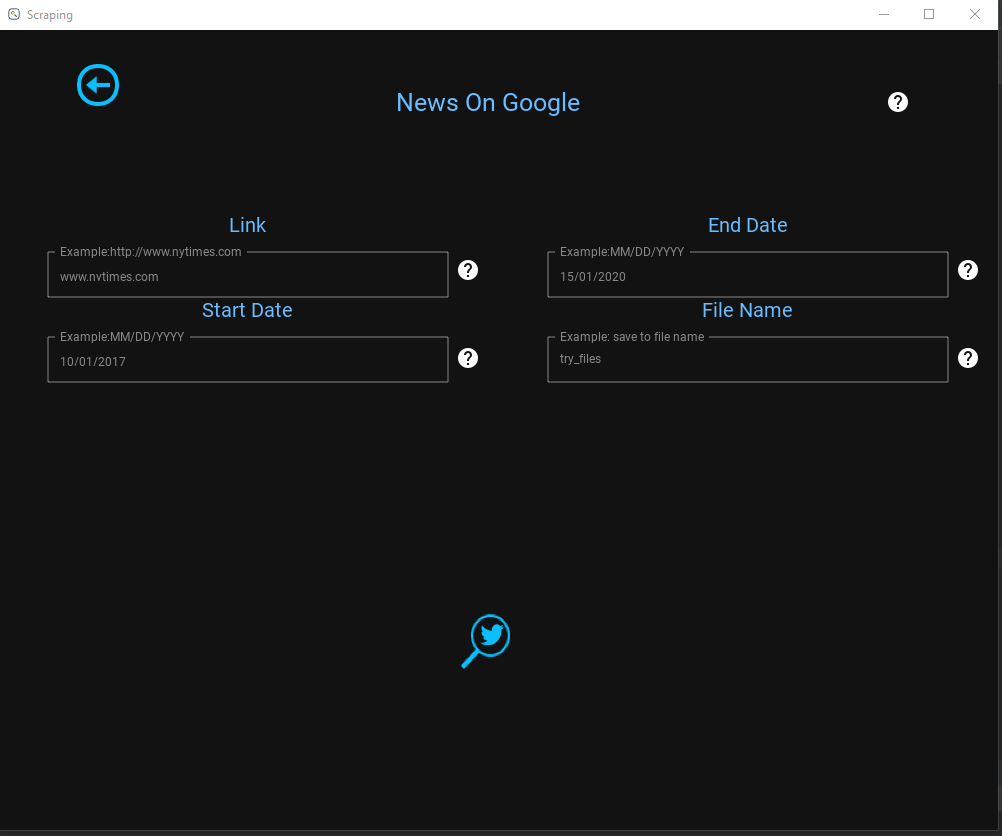 Scraping
News On Google
Link
Example:http://www.nytimes.com
www.nytimes.com
Start Date
Example:MM/DD/YYYY
10/01/2017
End Date
Example:MM/DD/YYYY
15/01/2020
File Name
Example: save to file name
try_files